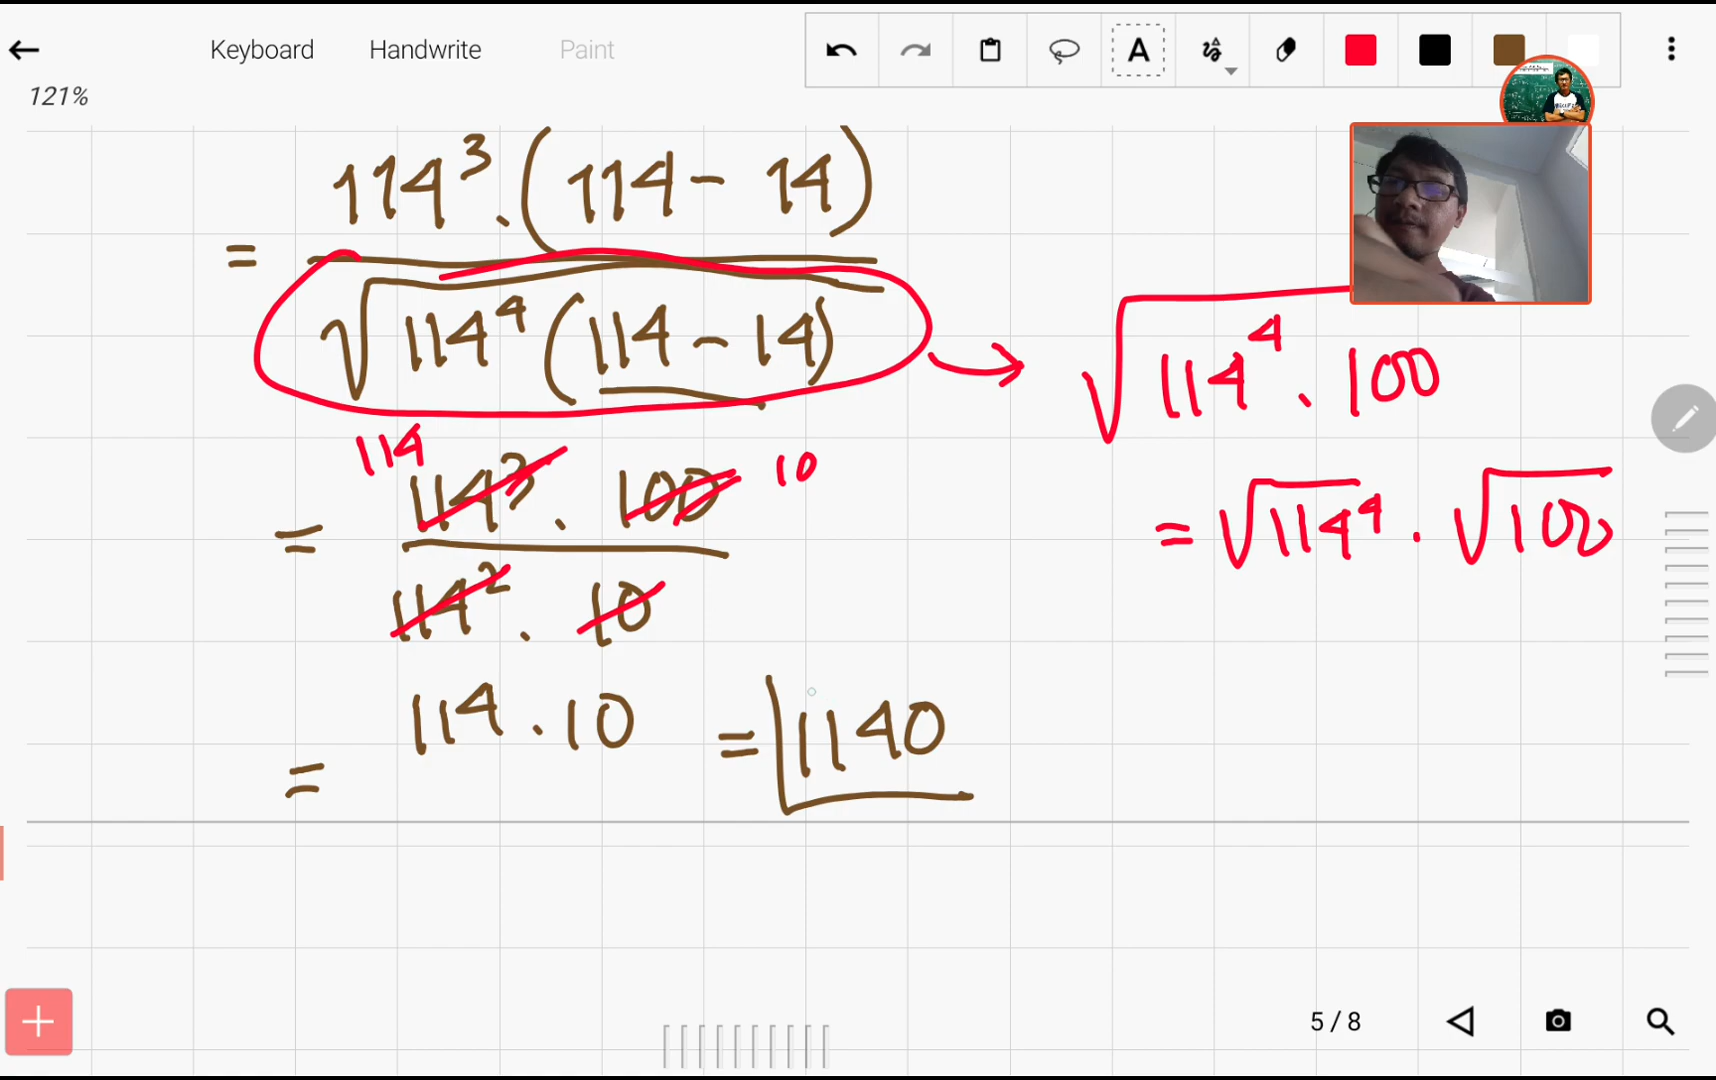 Keyboard Handwrite Paint A
121%
= 114³ · (114 - 14)
√114⁴ (114 - 14) → √114⁴ · 100
114 10
= 114³ · 100
114² · 10
= √114⁴ · √100
= 114 · 10 = 1140
5 / 8